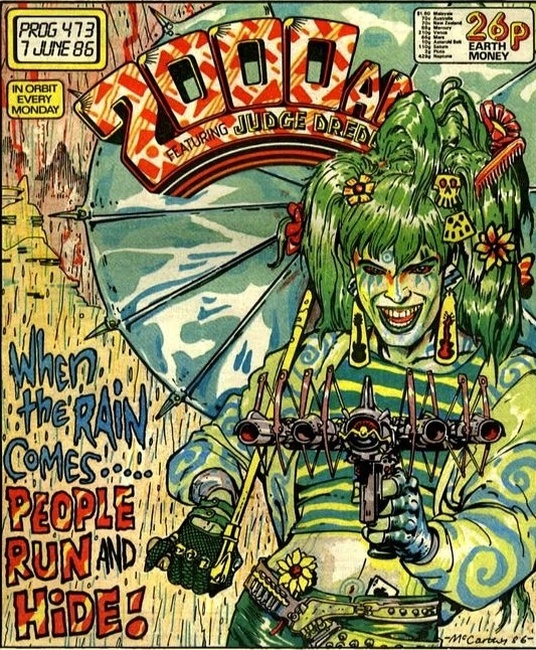 PROG 473
7 JUNE 86
IN ORBIT
EVERY
MONDAY
2000AD
FEATURING JUDGE DREDD
26p
EARTH
MONEY
When
the RAIN
COMES.....
PEOPLE
RUN AND
HiDE!
-McCarthy 86-